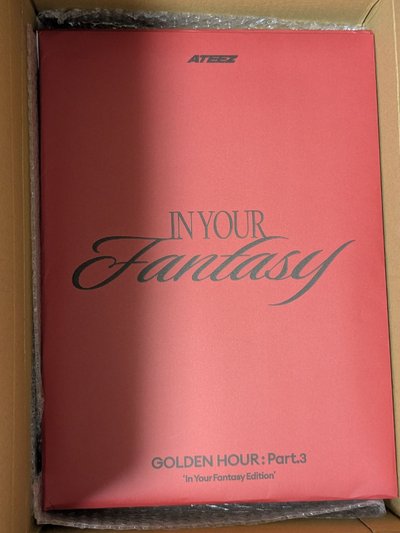 ATEEZ
IN YOUR
Fantasy
GOLDEN HOUR : Part.3
'In Your Fantasy Edition'